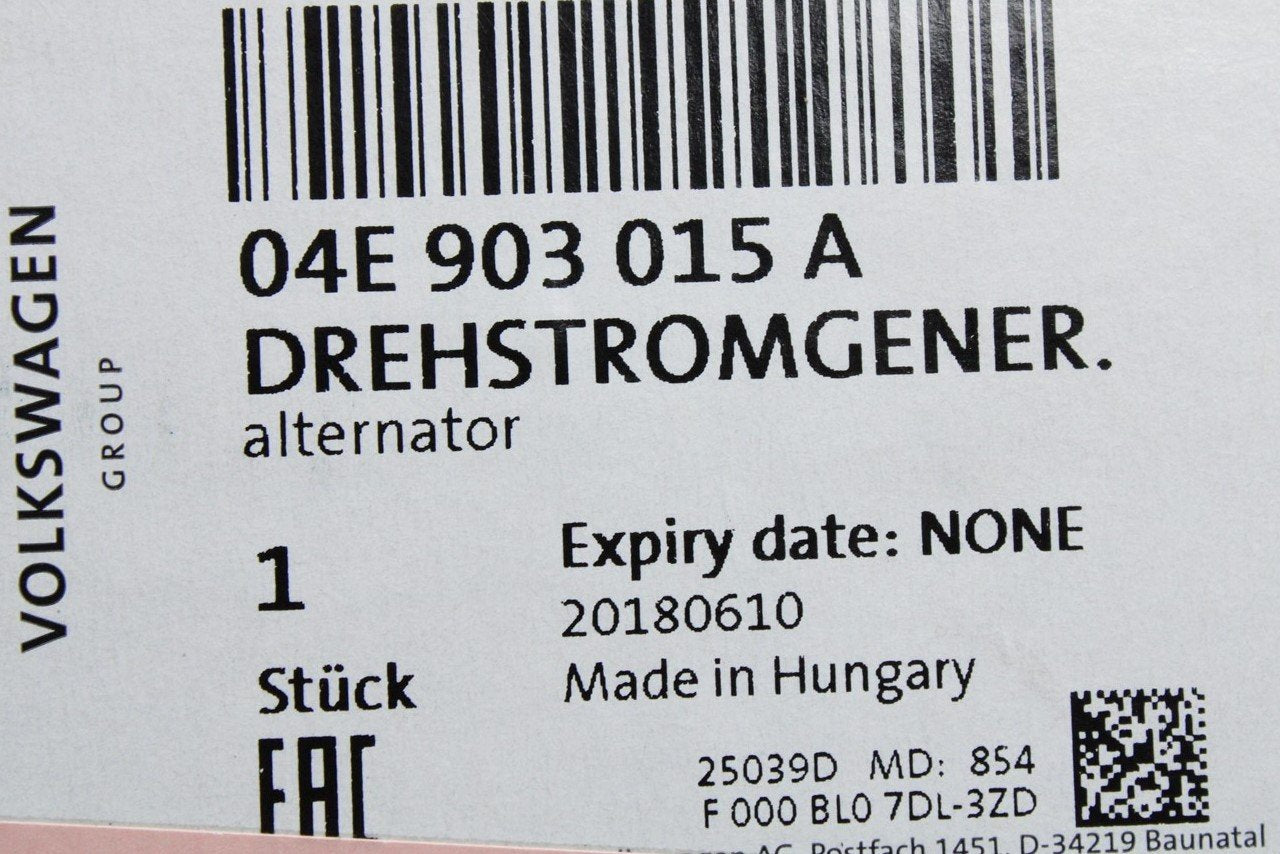 VOLKSWAGEN
GROUP
04E 903 015 A
DREHSTROMGENER.
alternator
1
Stück
Expiry date: NONE
20180610
Made in Hungary
EAC
25039D MD: 854
F 000 BL0 7DL-3ZD
AG, Postfach 1451, D-34219 Baunatal